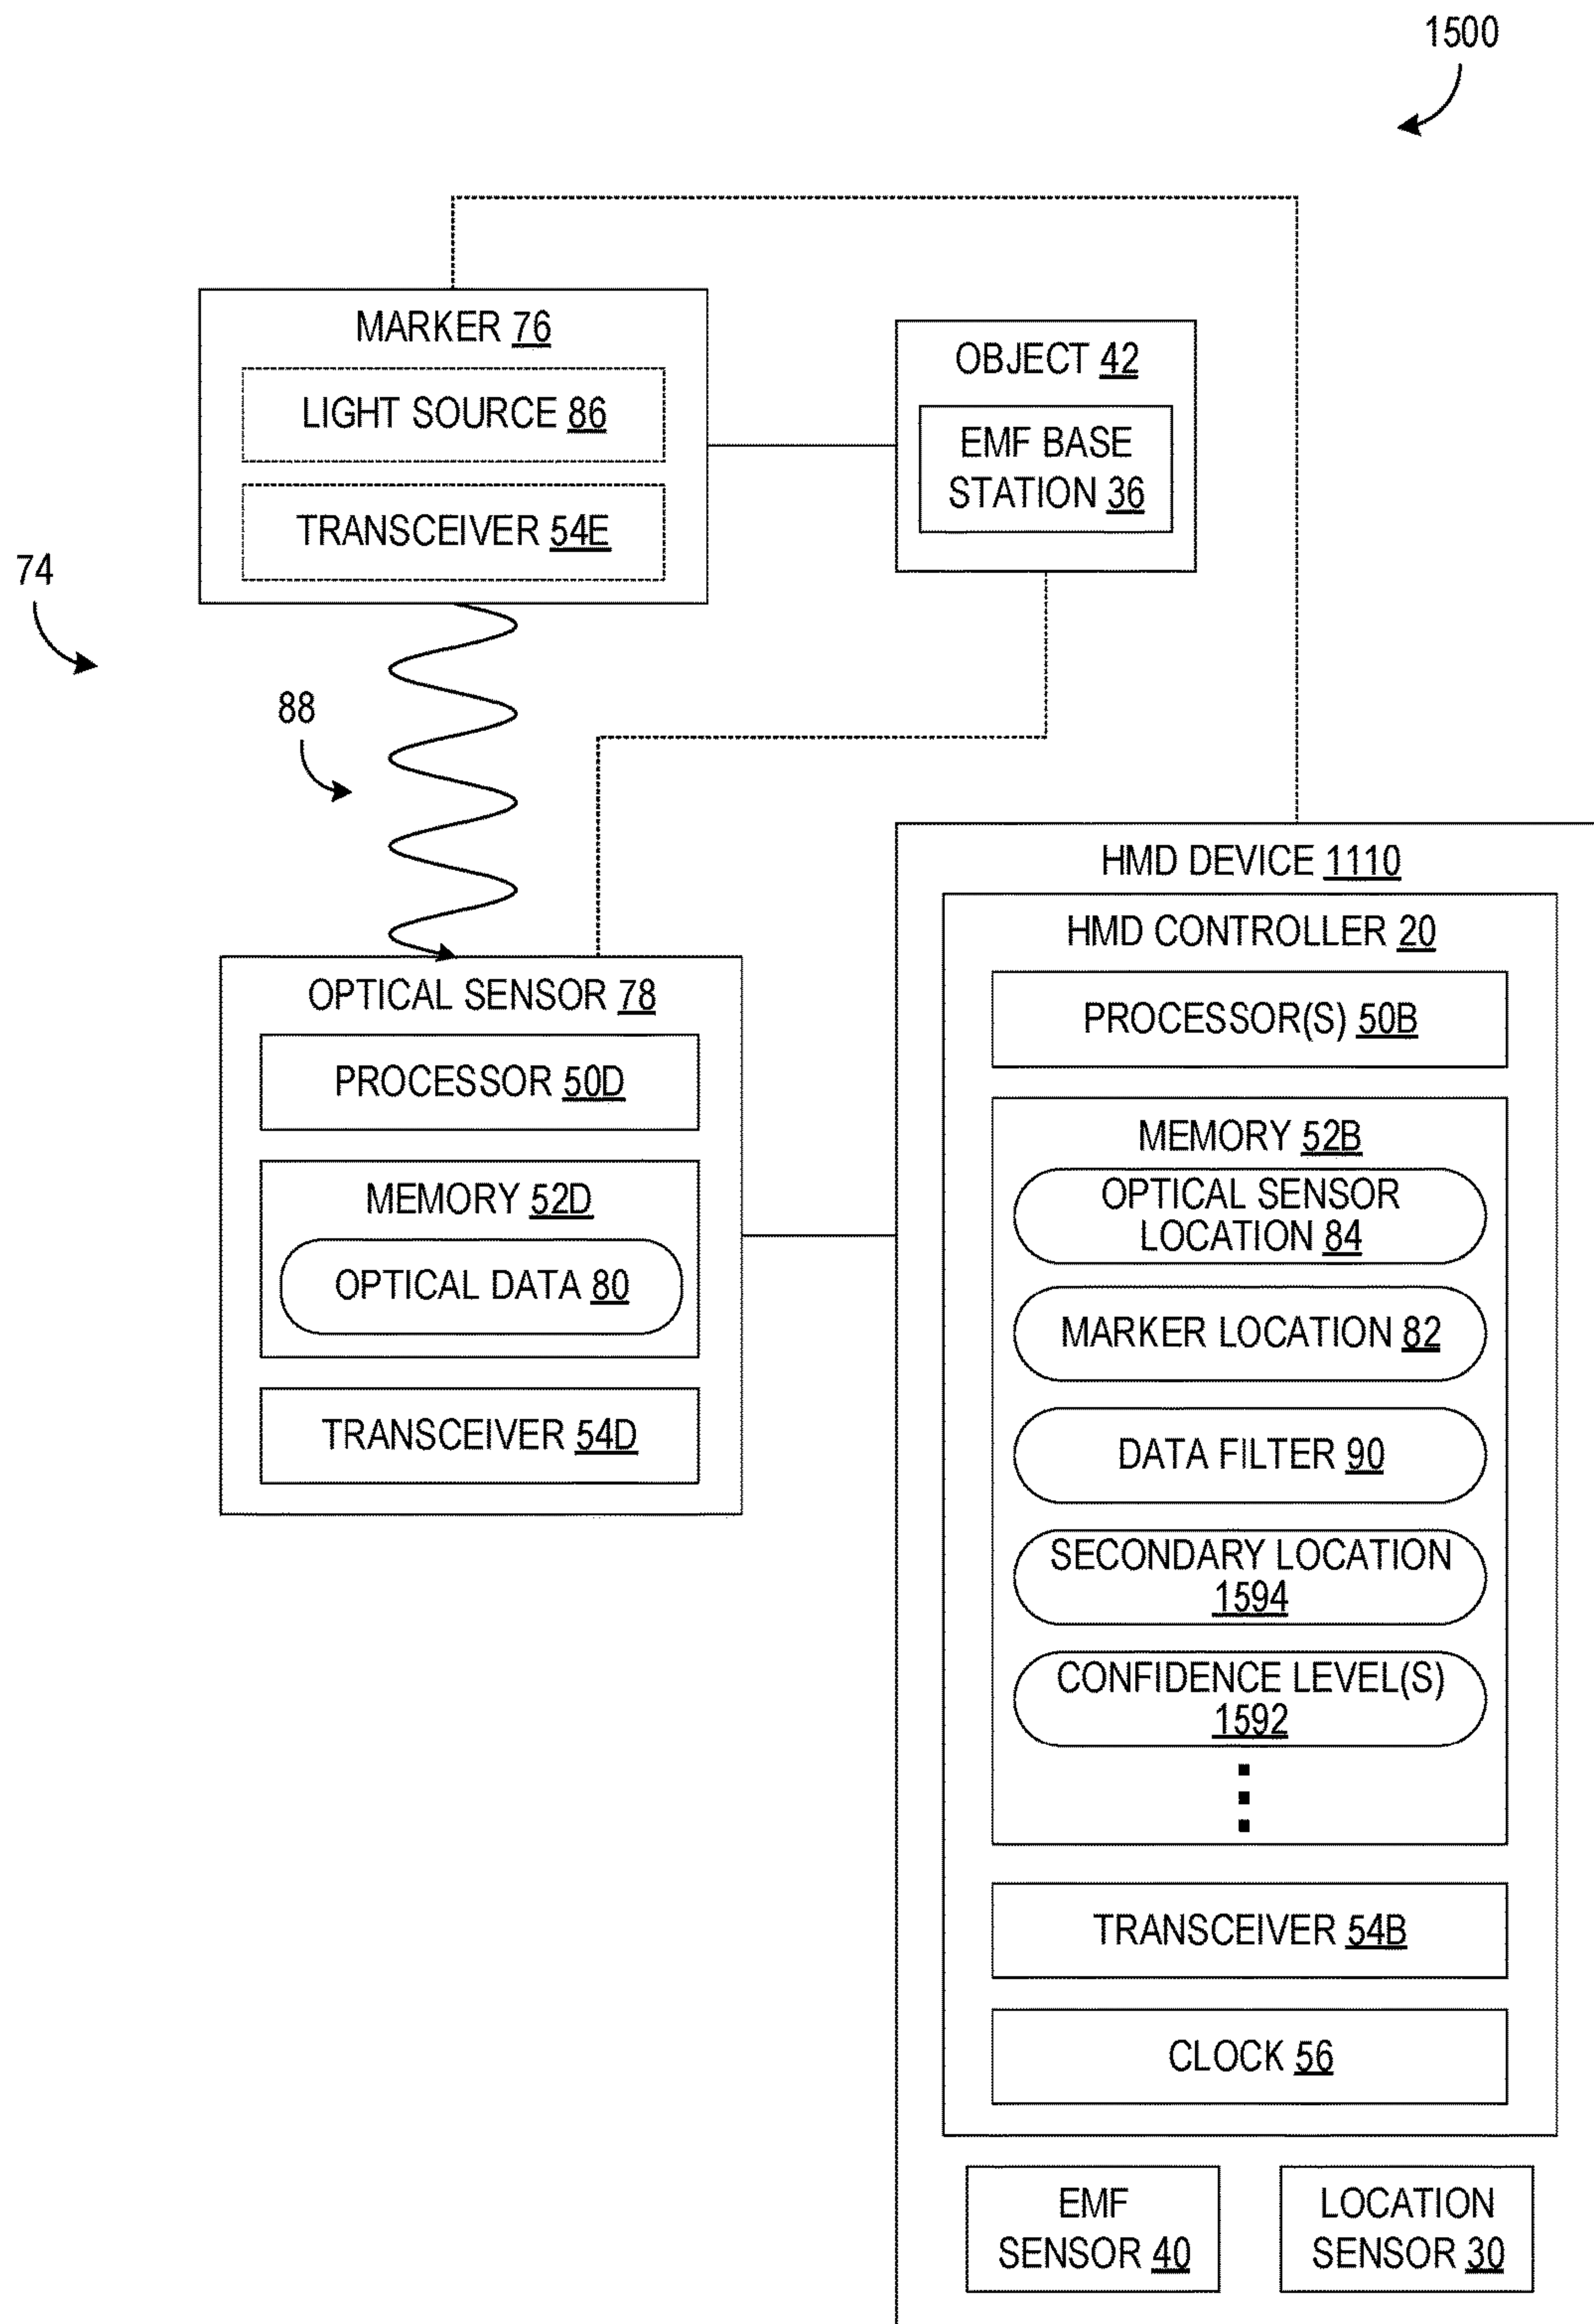 1500
MARKER 76
LIGHT SOURCE 86
TRANSCEIVER 54E
OBJECT 42
EMF BASE
STATION 36
74
88
OPTICAL SENSOR 78
PROCESSOR 50D
MEMORY 52D
OPTICAL DATA 80
TRANSCEIVER 54D
HMD DEVICE 1110
HMD CONTROLLER 20
PROCESSOR(S) 50B
MEMORY 52B
OPTICAL SENSOR
LOCATION 84
MARKER LOCATION 82
DATA FILTER 90
SECONDARY LOCATION
1594
CONFIDENCE LEVEL(S)
1592
TRANSCEIVER 54B
CLOCK 56
EMF
SENSOR 40
LOCATION
SENSOR 30